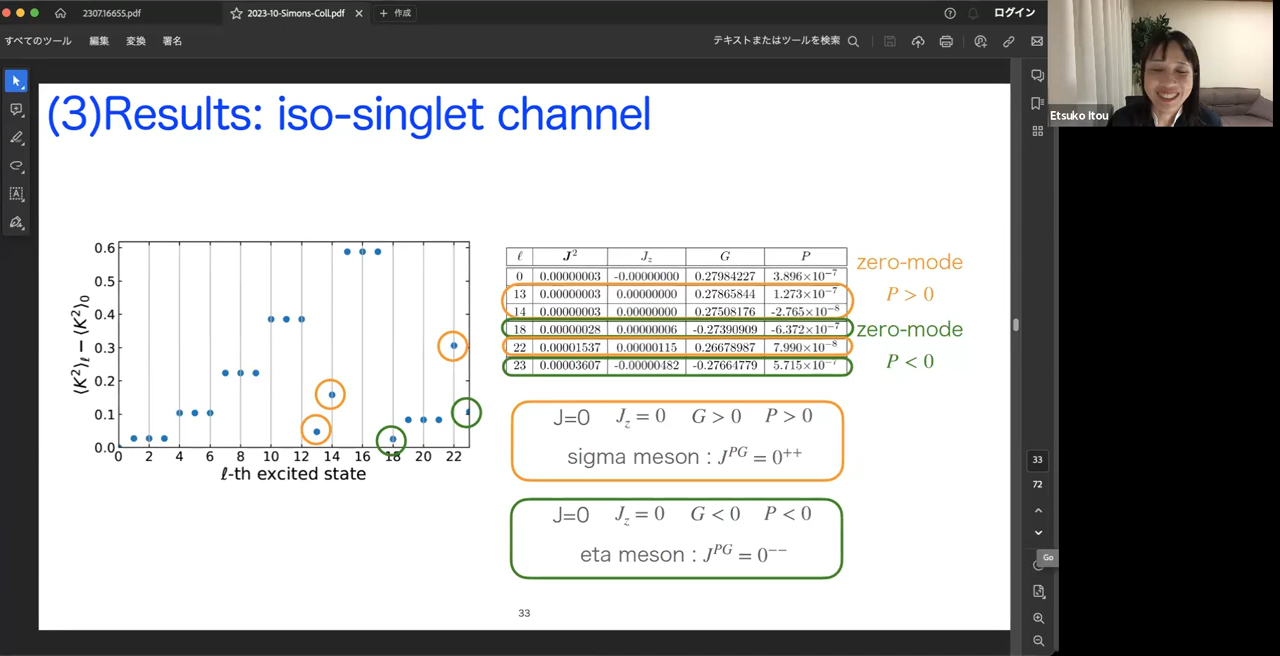 2307.16655.pdf
2023-10-Simons-Coll.pdf
作成
ログイン
すべてのツール 編集 変換 署名
テキストまたはツールを検索
Etsuko Itou
(3)Results: iso-singlet channel
0.6
0.5
0.4
0.3
0.2
0.1
0.0
⟨K²⟩ℓ − ⟨K²⟩₀
0 2 4 6 8 10 12 14 16 18 20 22
ℓ-th excited state
ℓ J² J_z G P
0 0.00000003 -0.00000000 0.27984227 3.896×10⁻⁷
13 0.00000003 0.00000000 0.27865844 1.273×10⁻⁷
14 0.00000003 0.00000000 0.27508176 -2.765×10⁻⁸
18 0.00000028 0.00000006 -0.27390909 -6.372×10⁻⁷
22 0.00001537 0.00000115 0.26678987 7.990×10⁻⁸
23 0.00003607 -0.00000482 -0.27664779 5.715×10⁻⁷
zero-mode
P > 0
zero-mode
P < 0
J=0 J_z = 0 G > 0 P > 0
sigma meson : J^PG = 0⁺⁺
J=0 J_z = 0 G < 0 P < 0
eta meson : J^PG = 0⁻⁻
33
33
72
Go